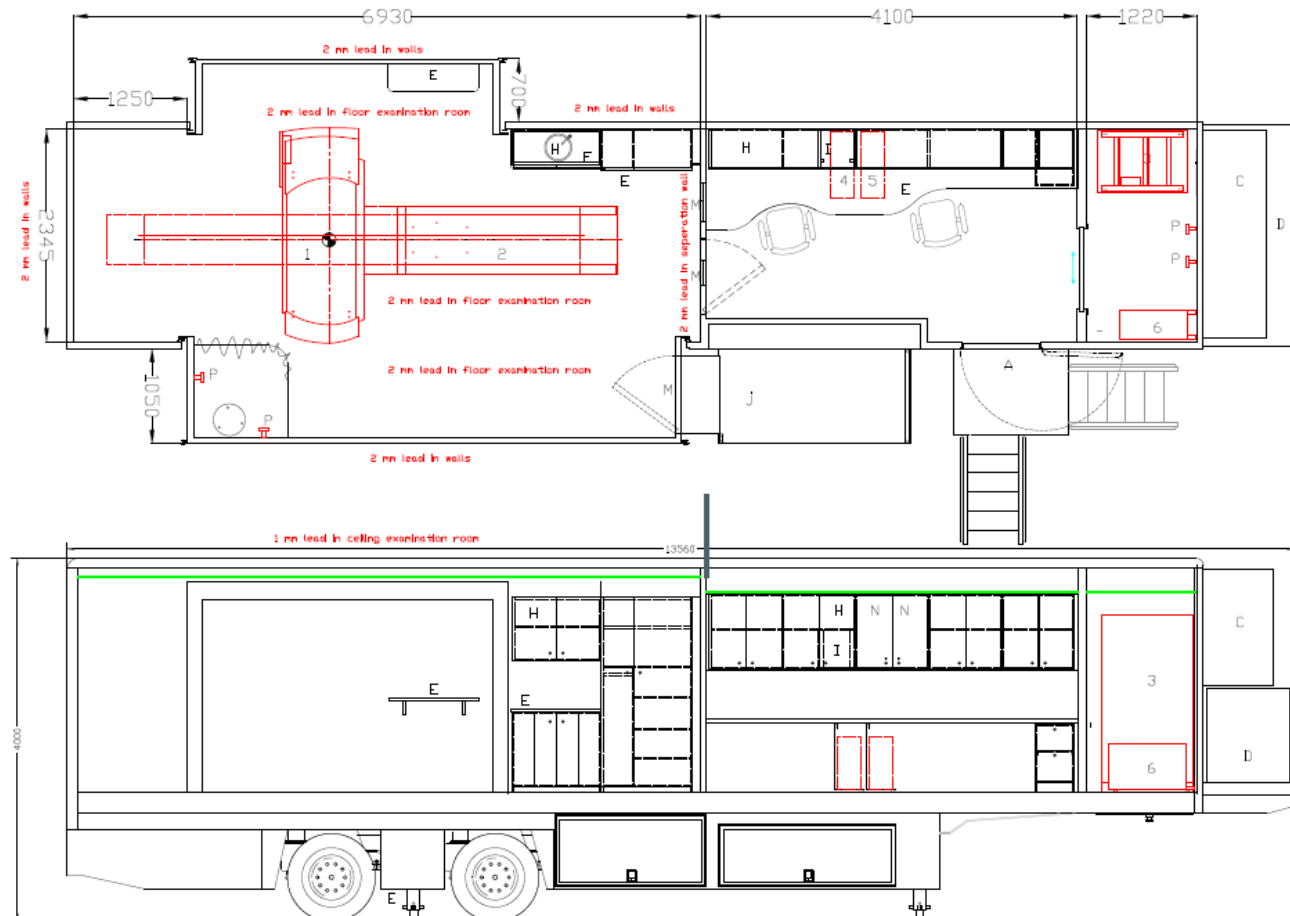 6930
4100
1220
2 mm lead in walls
E
700
1250
2 mm lead in floor examination room
2 mm lead in walls
H
F
E
H
I
4
5
E
3
C
D
2 mm lead in walls
2345
1
2
2 mm lead in seperation wall
M
M
P
P
6
2 mm lead in floor examination room
2 mm lead in floor examination room
1050
P
P
M
J
A
2 mm lead in walls
1 mm lead in ceiling examination room
13560
4000
H
E
E
H
N
N
I
3
6
C
D
E